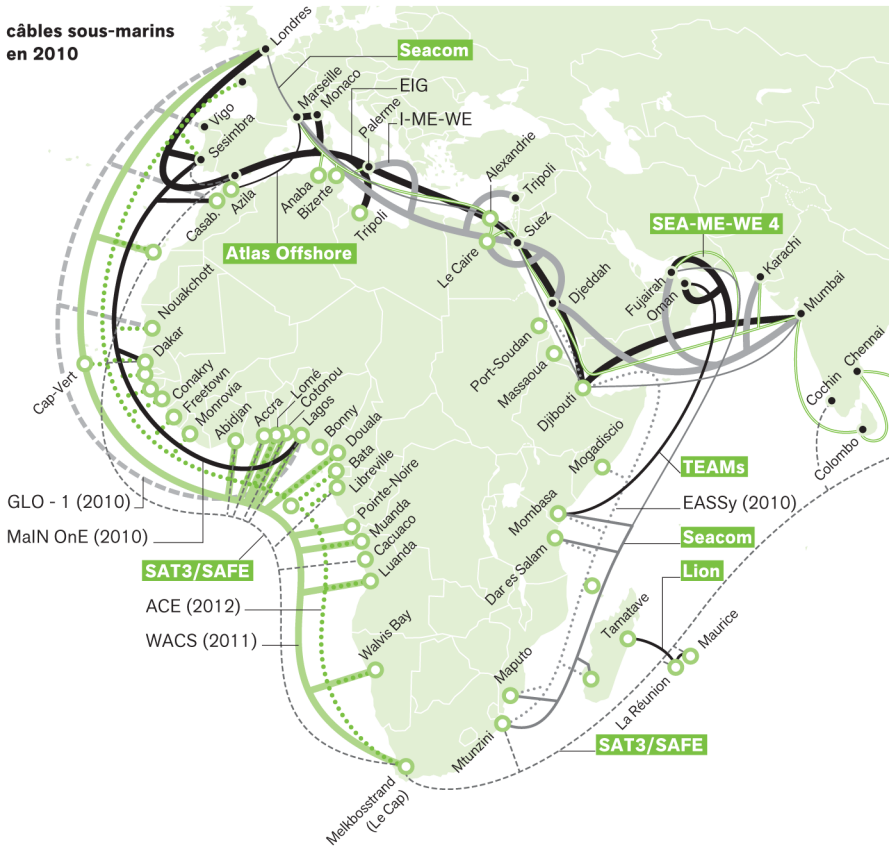 câbles sous-marins
en 2010
Londres
Seacom
Marseille
Monaco
EIG
Palerme
I-ME-WE
Vigo
Sesimbra
Alexandrie
Tripoli
Casab.
Azila
Anaba
Bizerte
Tripoli
Suez
Le Caire
Atlas Offshore
SEA-ME-WE 4
Karachi
Fujairah
Oman
Mumbai
Djeddah
Nouakchott
Dakar
Cap-Vert
Conakry
Freetown
Monrovia
Abidjan
Accra
Lomé
Cotonou
Lagos
Bonny
Douala
Bata
Libreville
Port-Soudan
Massaoua
Djibouti
Chennai
Cochin
Colombo
Mogadiscio
TEAMs
GLO - 1 (2010)
MaIN OnE (2010)
Pointe-Noire
Muanda
Cacuaco
Luanda
Mombasa
EASSy (2010)
Seacom
Dar es Salam
SAT3/SAFE
Lion
ACE (2012)
WACS (2011)
Walvis Bay
Tamatave
Maurice
La Réunion
Maputo
Mtunzini
SAT3/SAFE
Melkbosstrand
(Le Cap)